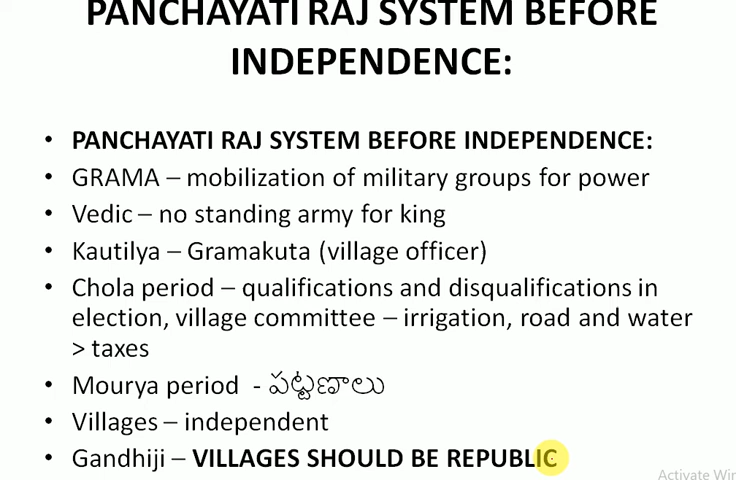 PANCHAYATI RAJ SYSTEM BEFORE
INDEPENDENCE:
• PANCHAYATI RAJ SYSTEM BEFORE INDEPENDENCE:
• GRAMA – mobilization of military groups for power
• Vedic – no standing army for king
• Kautilya – Gramakuta (village officer)
• Chola period – qualifications and disqualifications in
election, village committee – irrigation, road and water
> taxes
• Mourya period - పట్టణాలు
• Villages – independent
• Gandhiji – VILLAGES SHOULD BE REPUBLIC
Activate Win